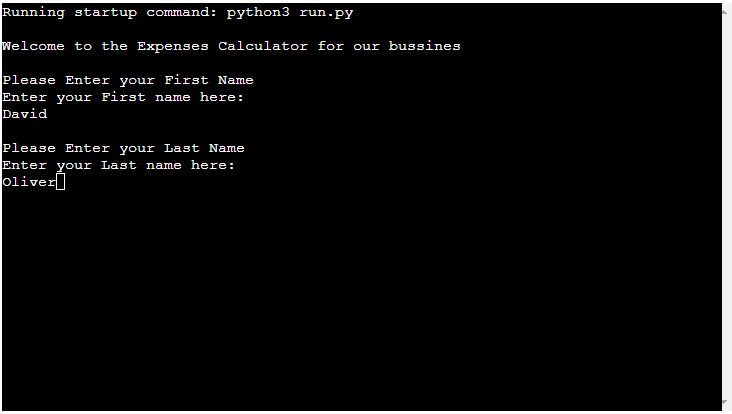 Running startup command: python3 run.py
Welcome to the Expenses Calculator for our bussines
Please Enter your First Name
Enter your First name here:
David
Please Enter your Last Name
Enter your Last name here:
Oliver